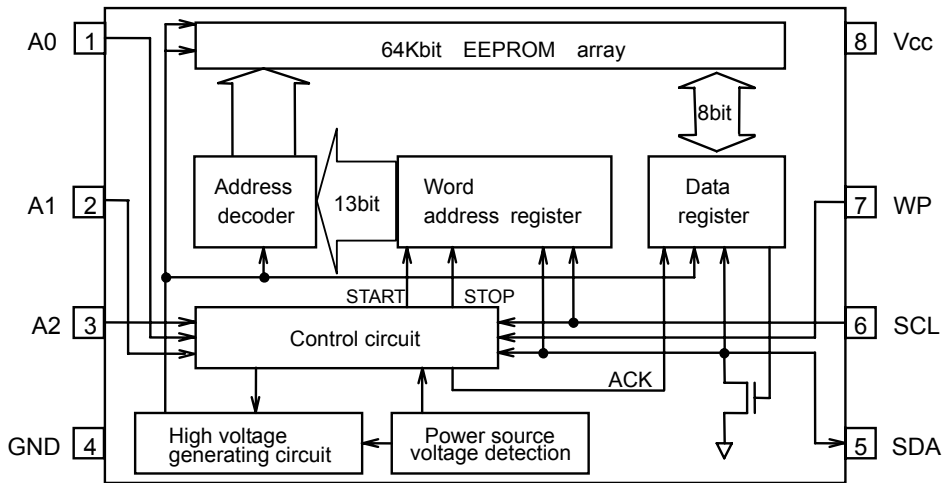 A0 1
64Kbit EEPROM array
8 Vcc
8bit
A1 2
Address
decoder
13bit
Word
address register
Data
register
7 WP
START
STOP
A2 3
Control circuit
6 SCL
ACK
GND 4
High voltage
generating circuit
Power source
voltage detection
5 SDA